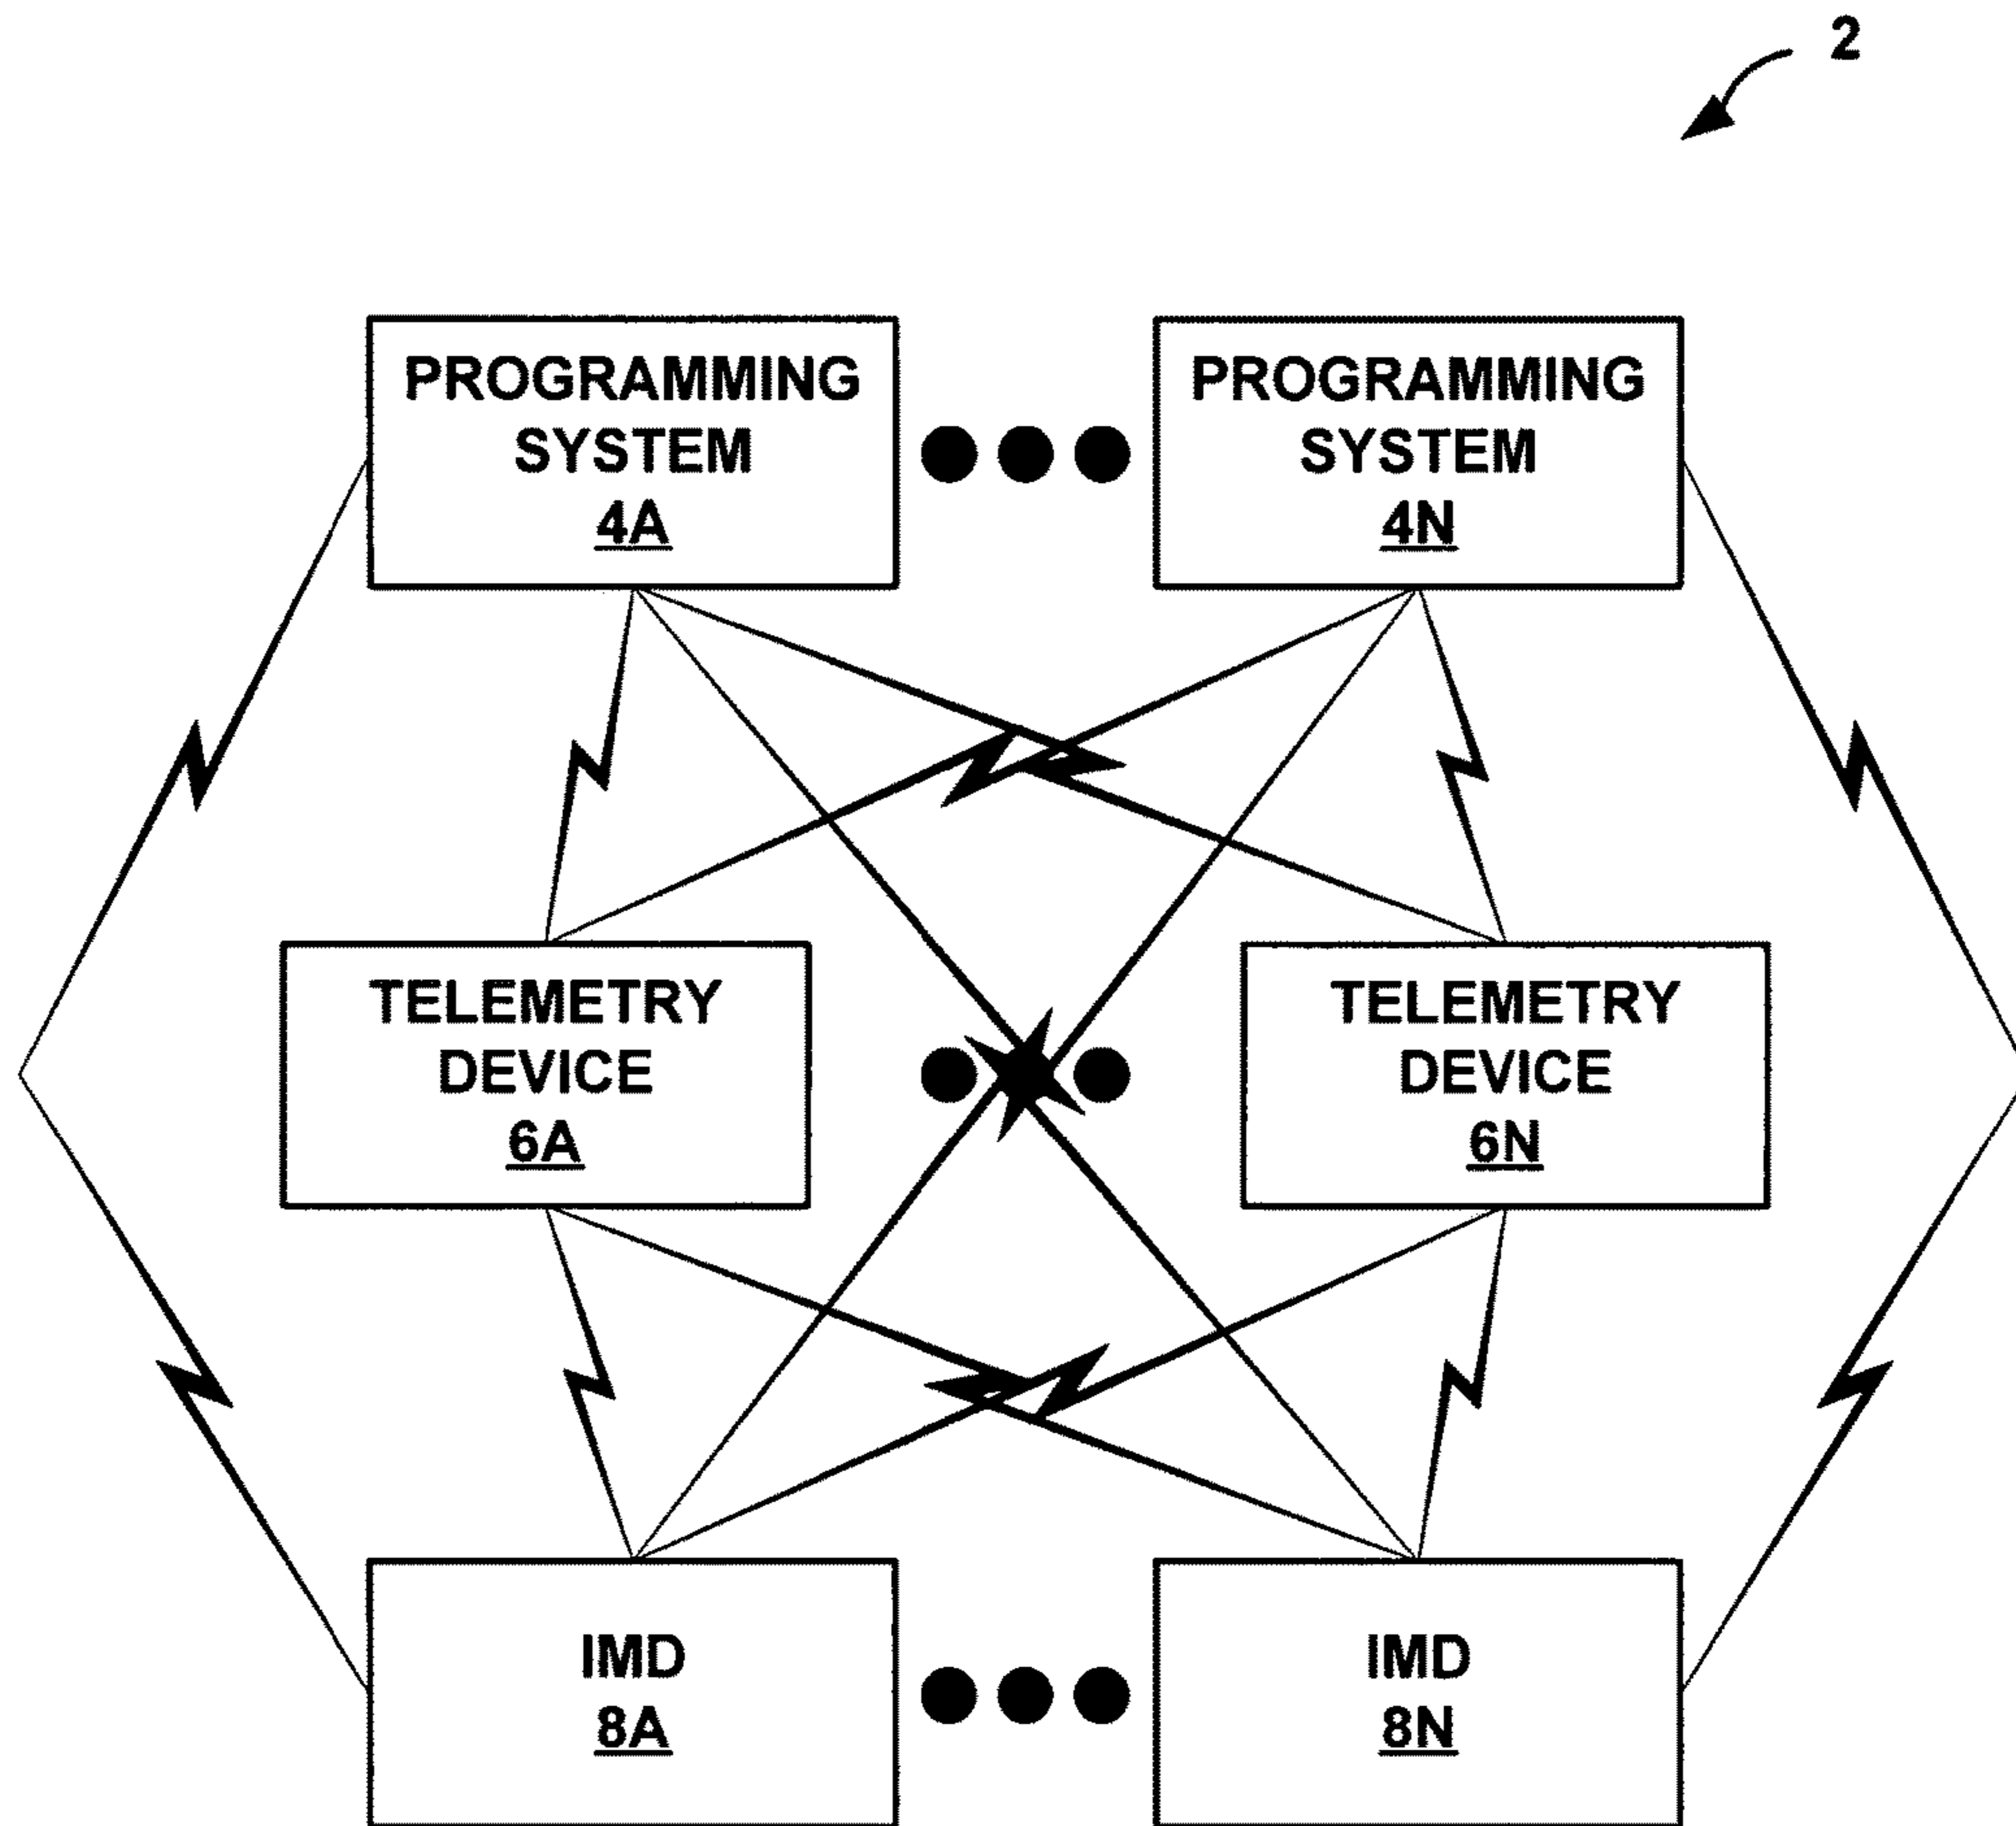 2
PROGRAMMING
SYSTEM
4A
PROGRAMMING
SYSTEM
4N
TELEMETRY
DEVICE
6A
TELEMETRY
DEVICE
6N
IMD
8A
IMD
8N